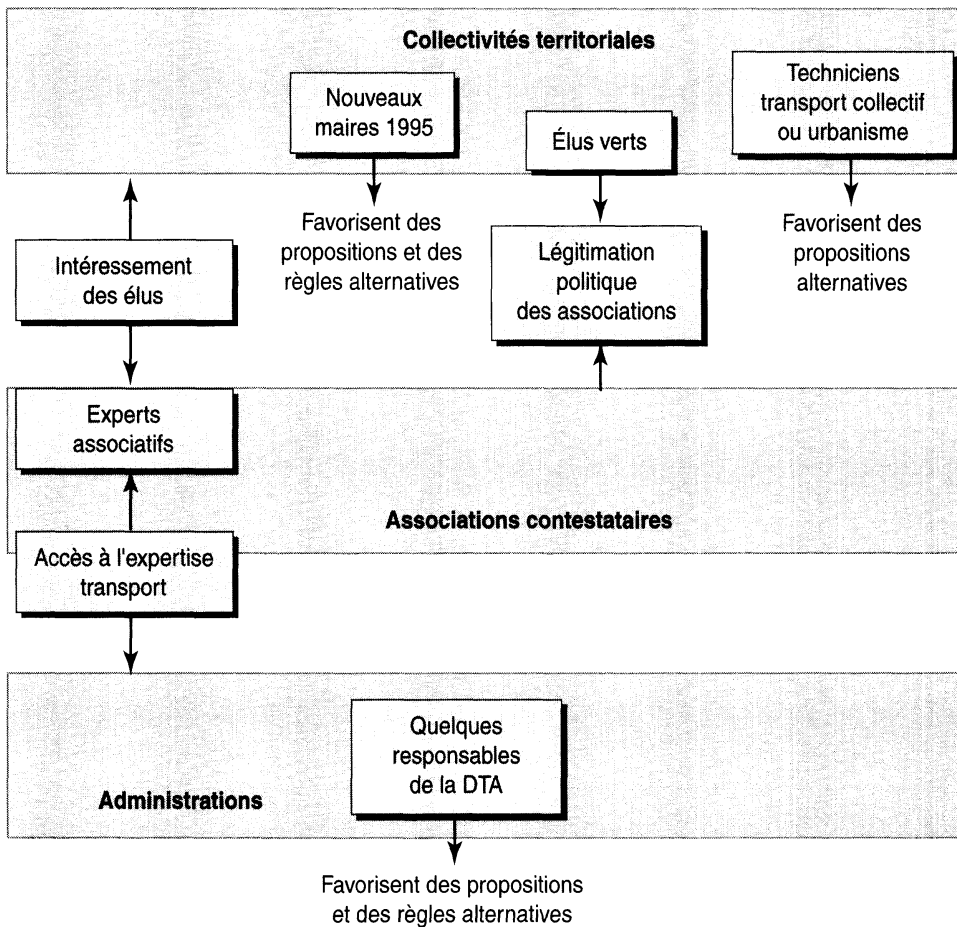 Collectivités territoriales
Nouveaux
maires 1995
Élus verts
Techniciens
transport collectif
ou urbanisme
Favorisent des
propositions et des
règles alternatives
Légitimation
politique
des associations
Favorisent des
propositions
alternatives
Intéressement
des élus
Experts
associatifs
Associations contestataires
Accès à l'expertise
transport
Quelques
responsables
de la DTA
Administrations
Favorisent des propositions
et des règles alternatives